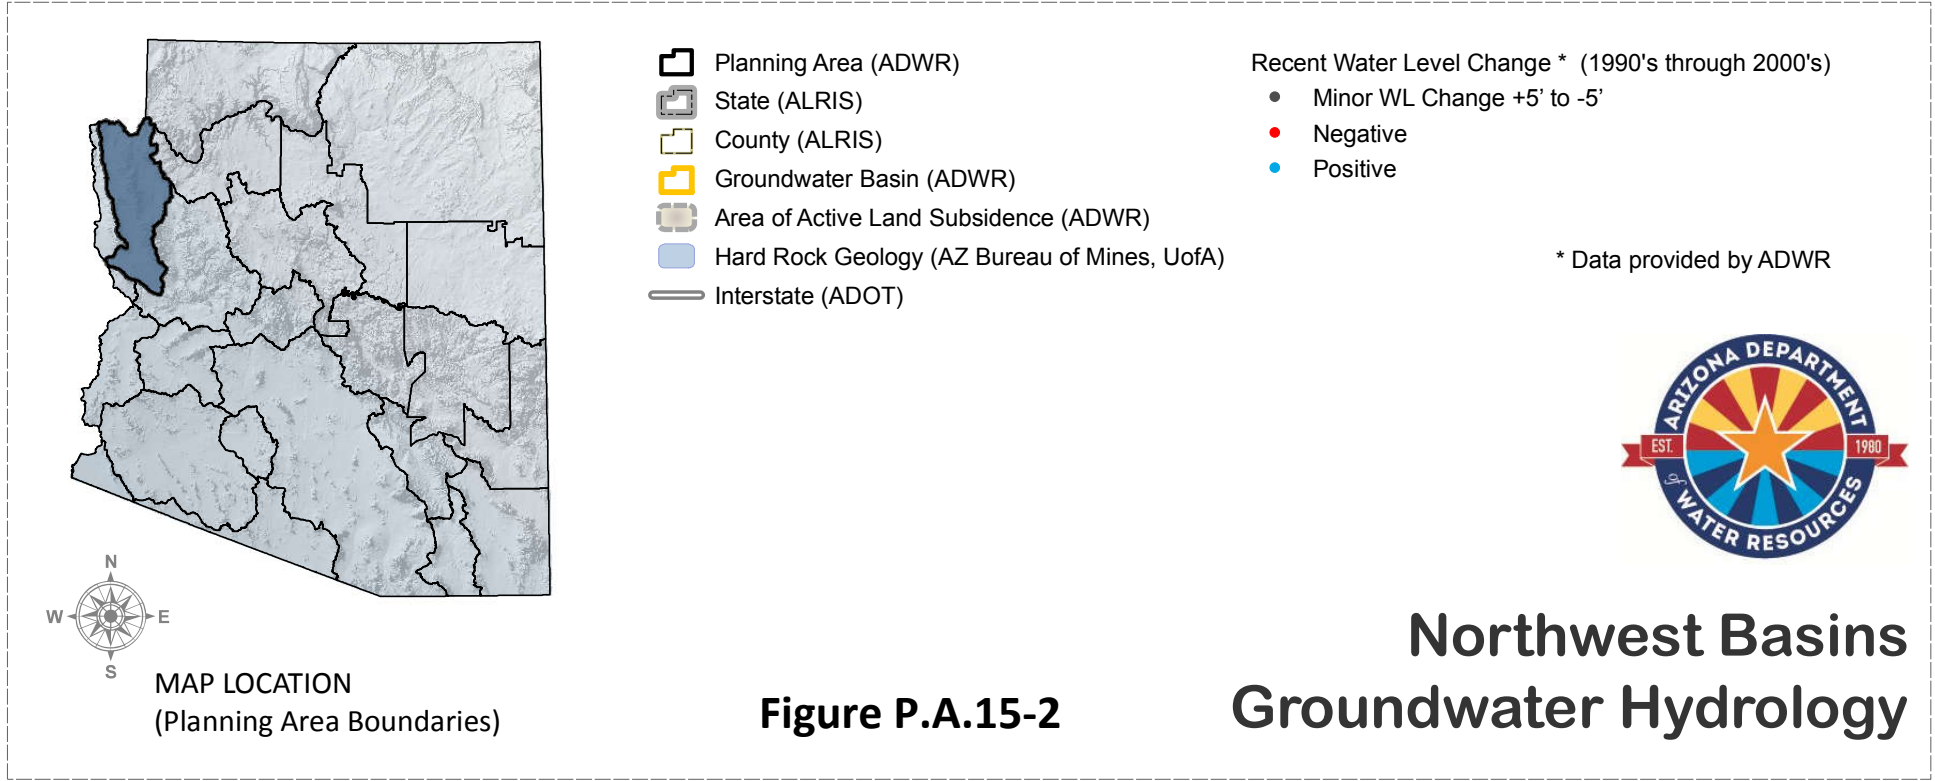 Planning Area (ADWR)
State (ALRIS)
County (ALRIS)
Groundwater Basin (ADWR)
Area of Active Land Subsidence (ADWR)
Hard Rock Geology (AZ Bureau of Mines, UofA)
Interstate (ADOT)
Recent Water Level Change * (1990's through 2000's)
Minor WL Change +5’ to -5’
Negative
Positive
* Data provided by ADWR
ARIZONA DEPARTMENT
EST. 1980
of WATER RESOURCES
N
W E
S
MAP LOCATION
(Planning Area Boundaries)
Figure P.A.15-2
Northwest Basins
Groundwater Hydrology